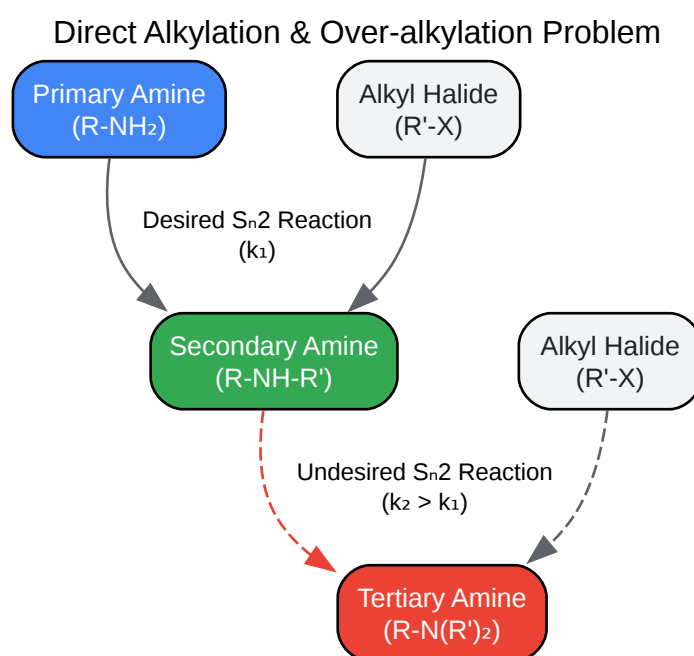 Direct Alkylation & Over-alkylation Problem
Primary Amine
(R-NH₂)
Alkyl Halide
(R'-X)
Desired Sₙ2 Reaction
(k₁)
Secondary Amine
(R-NH-R')
Alkyl Halide
(R'-X)
Undesired Sₙ2 Reaction
(k₂ > k₁)
Tertiary Amine
(R-N(R')₂)